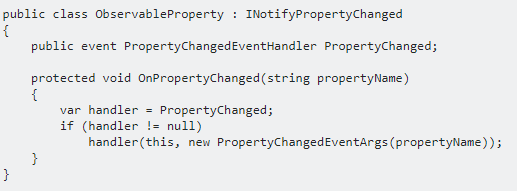 public class ObservableProperty : INotifyPropertyChanged
{
    public event PropertyChangedEventHandler PropertyChanged;

    protected void OnPropertyChanged(string propertyName)
    {
        var handler = PropertyChanged;
        if (handler != null)
            handler(this, new PropertyChangedEventArgs(propertyName));
    }
}